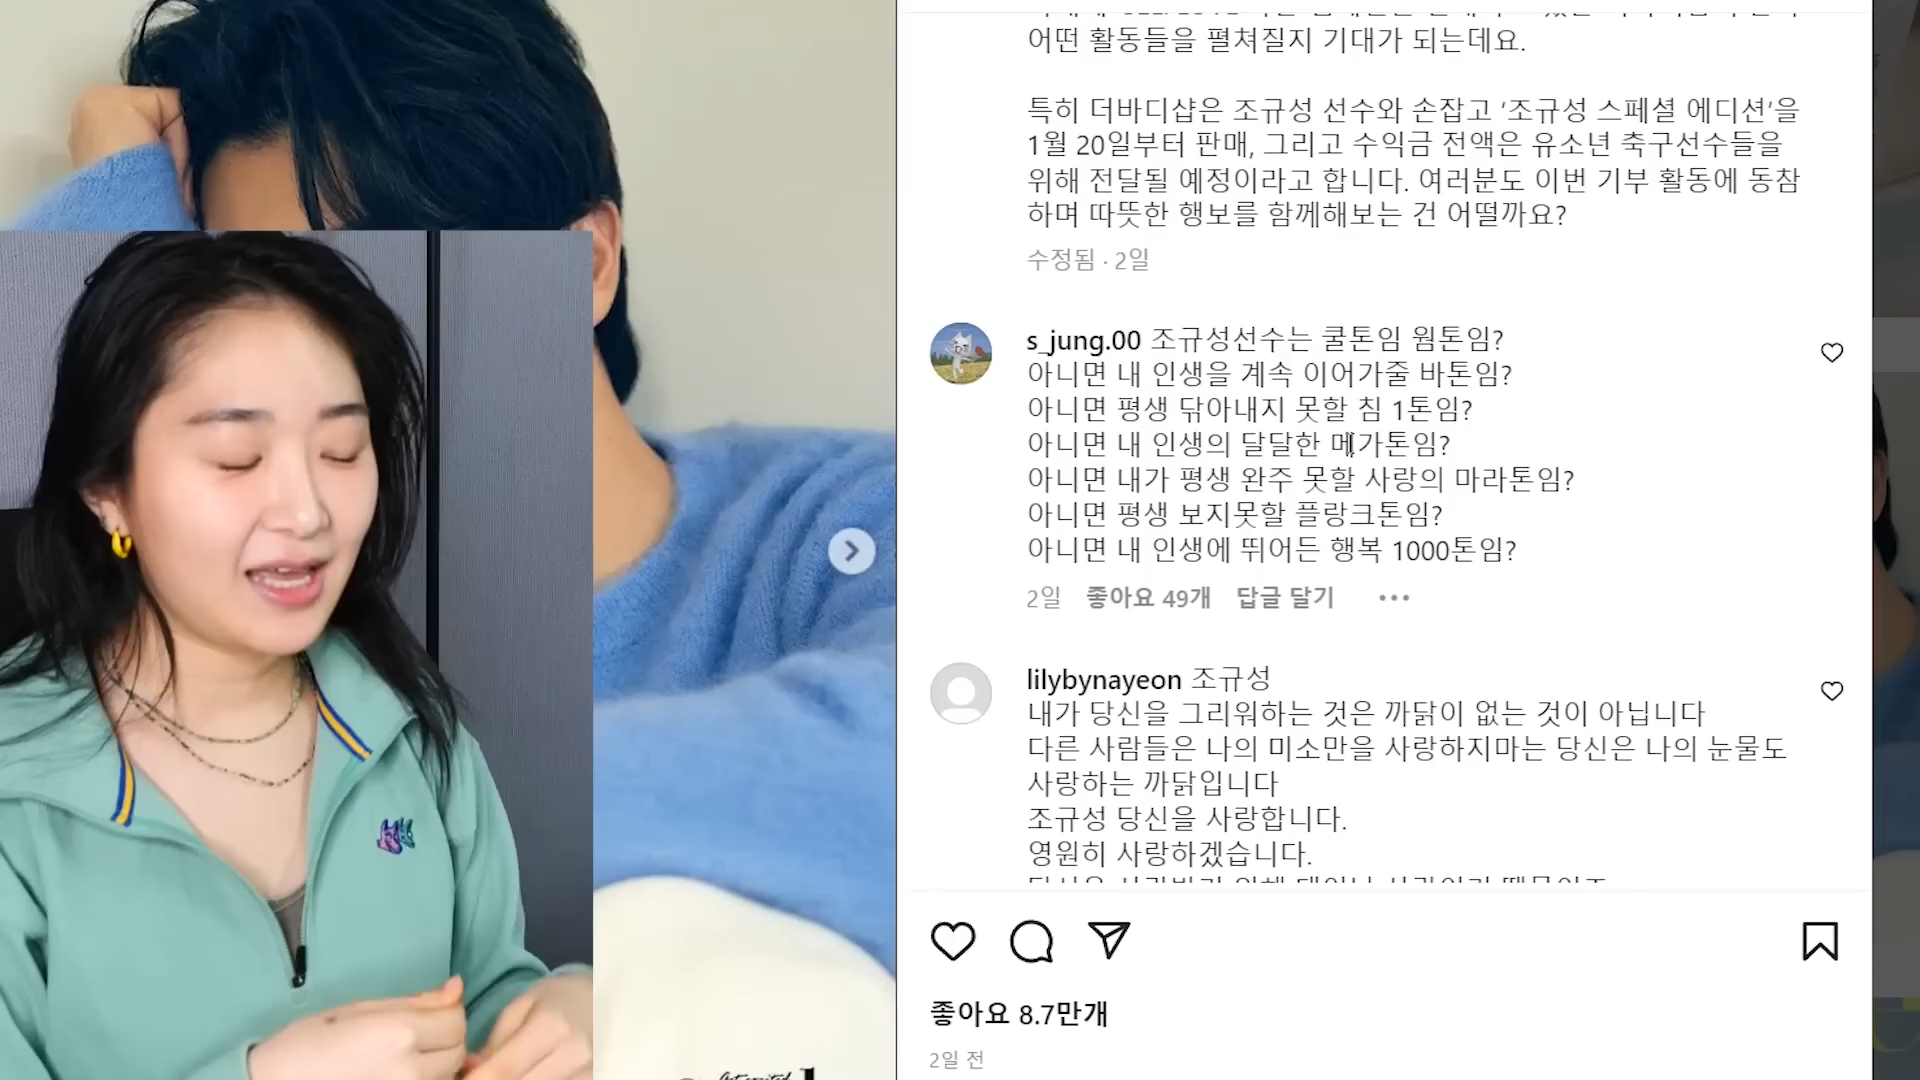 어떤 활동들을 펼쳐질지 기대가 되는데요.
특히 더바디샵은 조규성 선수와 손잡고 ‘조규성 스페셜 에디션’을
1월 20일부터 판매, 그리고 수익금 전액은 유소년 축구선수들을
위해 전달될 예정이라고 합니다. 여러분도 이번 기부 활동에 동참
하며 따뜻한 행보를 함께해보는 건 어떨까요?
수정됨 · 2일
s_jung.00 조규성선수는 쿨톤임 웜톤임?
아니면 내 인생을 계속 이어가줄 바톤임?
아니면 평생 닦아내지 못할 침 1톤임?
아니면 내 인생의 달달한 메가톤임?
아니면 내가 평생 완주 못할 사랑의 마라톤임?
아니면 평생 보지못할 플랑크톤임?
아니면 내 인생에 뛰어든 행복 1000톤임?
2일 좋아요 49개 답글 달기
lilybynayeon 조규성
내가 당신을 그리워하는 것은 까닭이 없는 것이 아닙니다
다른 사람들은 나의 미소만을 사랑하지마는 당신은 나의 눈물도
사랑하는 까닭입니다
조규성 당신을 사랑합니다.
영원히 사랑하겠습니다.
좋아요 8.7만개
2일 전